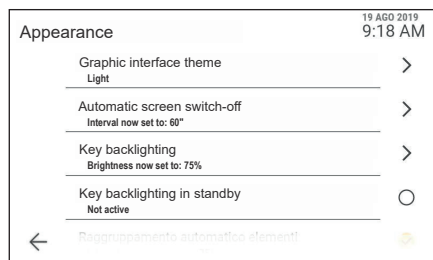 19 AGO 2019
Appearance
9:18 AM
Graphic interface theme
Light
Automatic screen switch-off
Interval now set to: 60"
Key backlighting
Brightness now set to: 75%
Key backlighting in standby
Not active
Raggruppamento automatico elementi